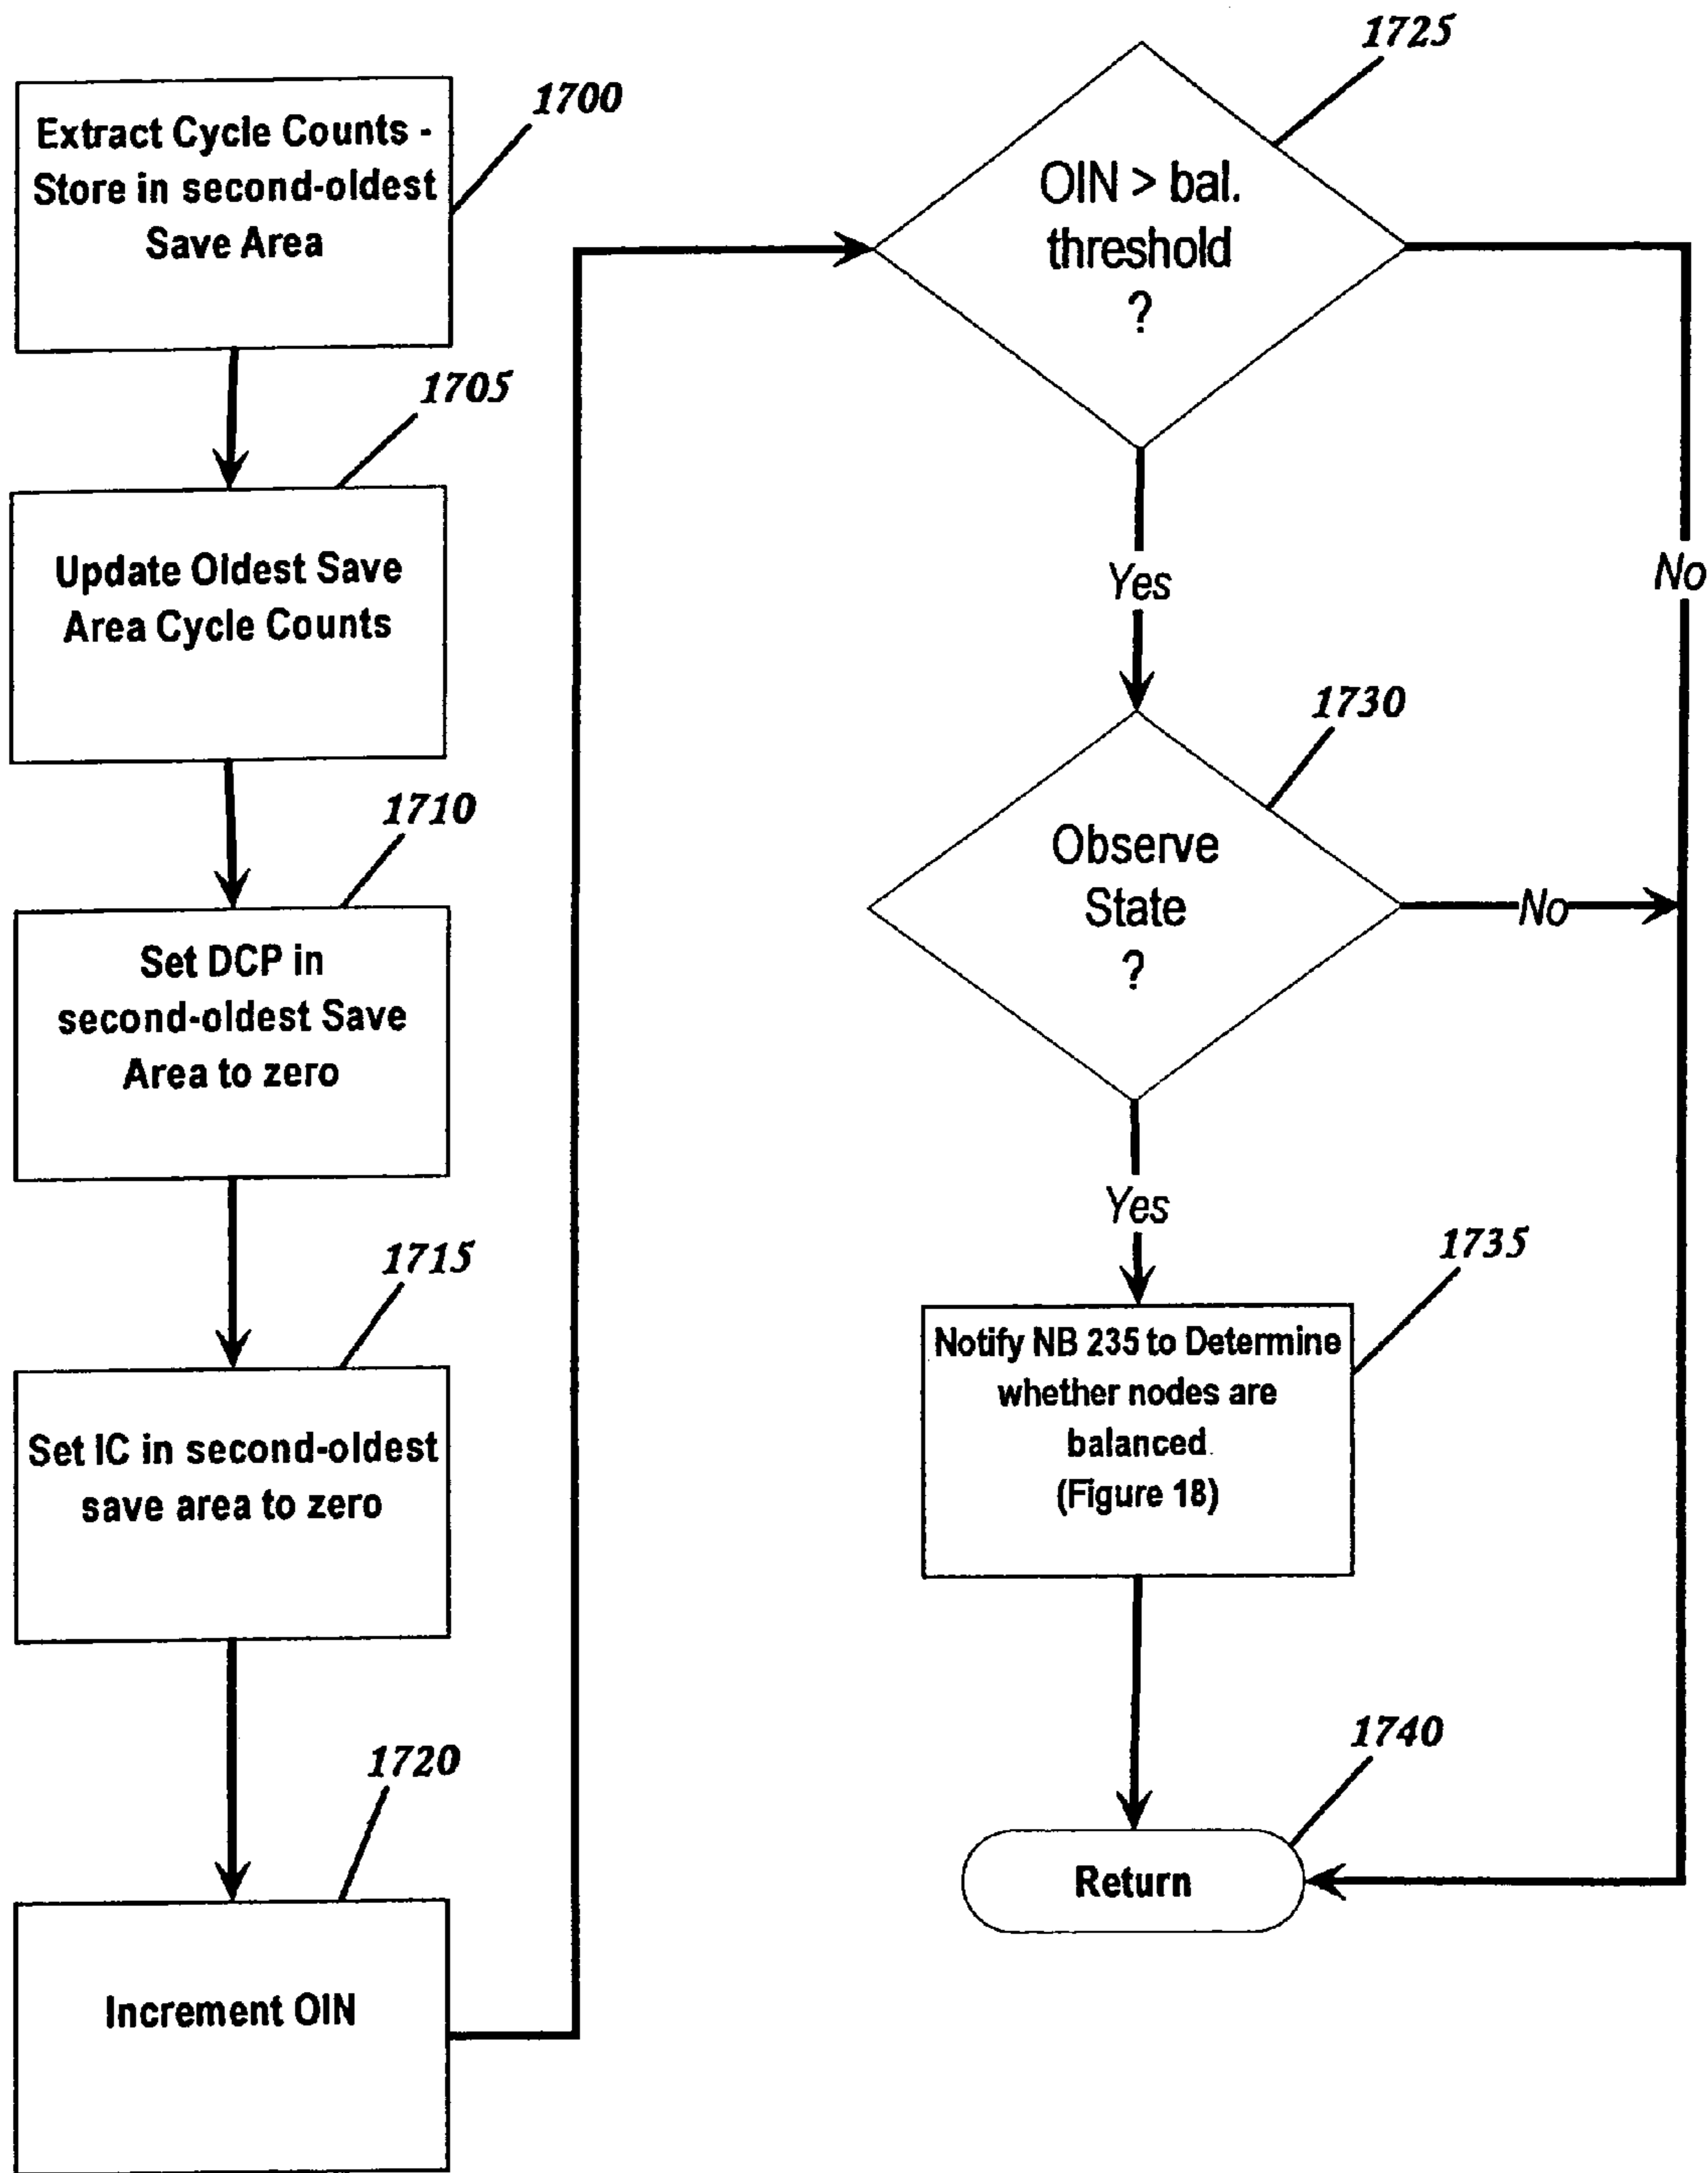 1700
Extract Cycle Counts -
Store in second-oldest
Save Area
1705
Update Oldest Save
Area Cycle Counts
1710
Set DCP in
second-oldest Save
Area to zero
1715
Set IC in second-oldest
save area to zero
1720
Increment OIN
1725
OIN > bal.
threshold
?
No
Yes
1730
Observe
State
?
No
Yes
1735
Notify NB 235 to Determine
whether nodes are
balanced.
(Figure 18)
1740
Return